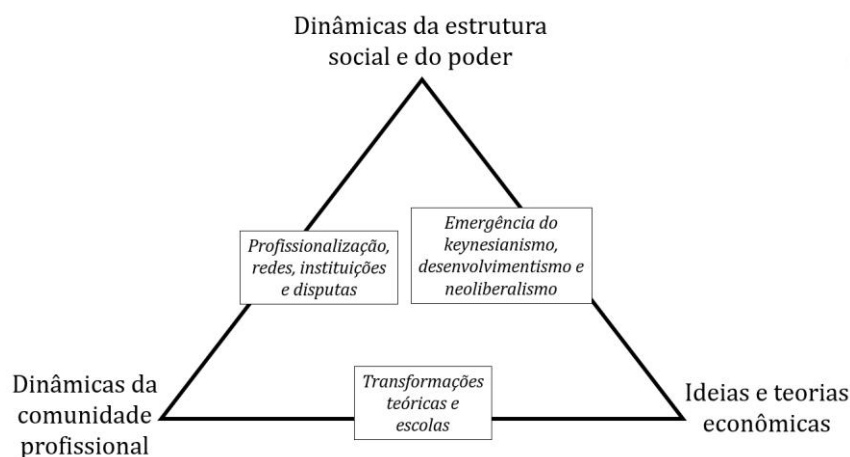 Dinâmicas da estrutura
social e do poder
Profissionalização,
redes, instituições
e disputas
Emergência do
keynesianismo,
desenvolvimentismo e
neoliberalismo
Dinâmicas da
comunidade
profissional
Transformações
teóricas e
escolas
Ideias e teorias
econômicas